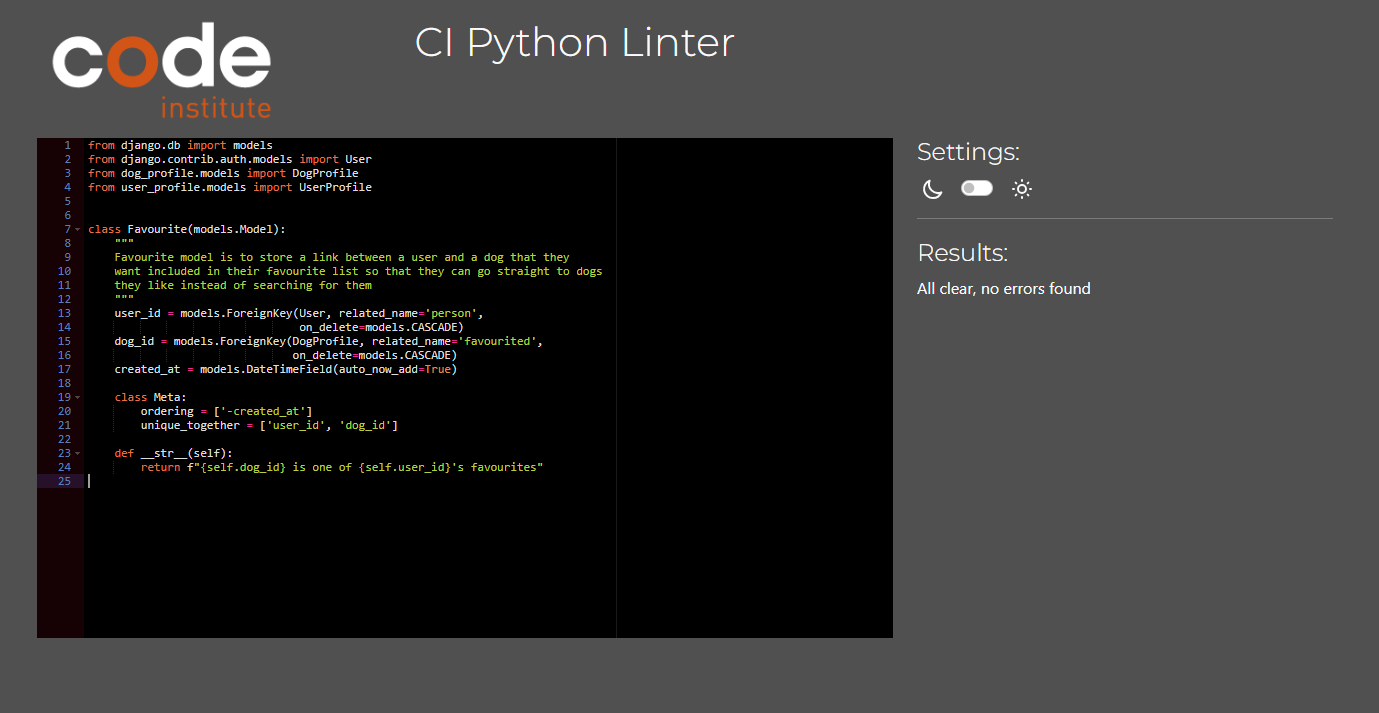 code
institute
CI Python Linter
1 from django.db import models
2 from django.contrib.auth.models import User
3 from dog_profile.models import DogProfile
4 from user_profile.models import UserProfile
5
6
7 class Favourite(models.Model):
8     """
9     Favourite model is to store a link between a user and a dog that they
10     want included in their favourite list so that they can go straight to dogs
11     they like instead of searching for them
12     """
13     user_id = models.ForeignKey(User, related_name='person',
14                                 on_delete=models.CASCADE)
15     dog_id = models.ForeignKey(DogProfile, related_name='favourited',
16                                on_delete=models.CASCADE)
17     created_at = models.DateTimeField(auto_now_add=True)
18
19     class Meta:
20         ordering = ['-created_at']
21         unique_together = ['user_id', 'dog_id']
22
23     def __str__(self):
24         return f"{self.dog_id} is one of {self.user_id}'s favourites"
25
Settings:
Results:
All clear, no errors found